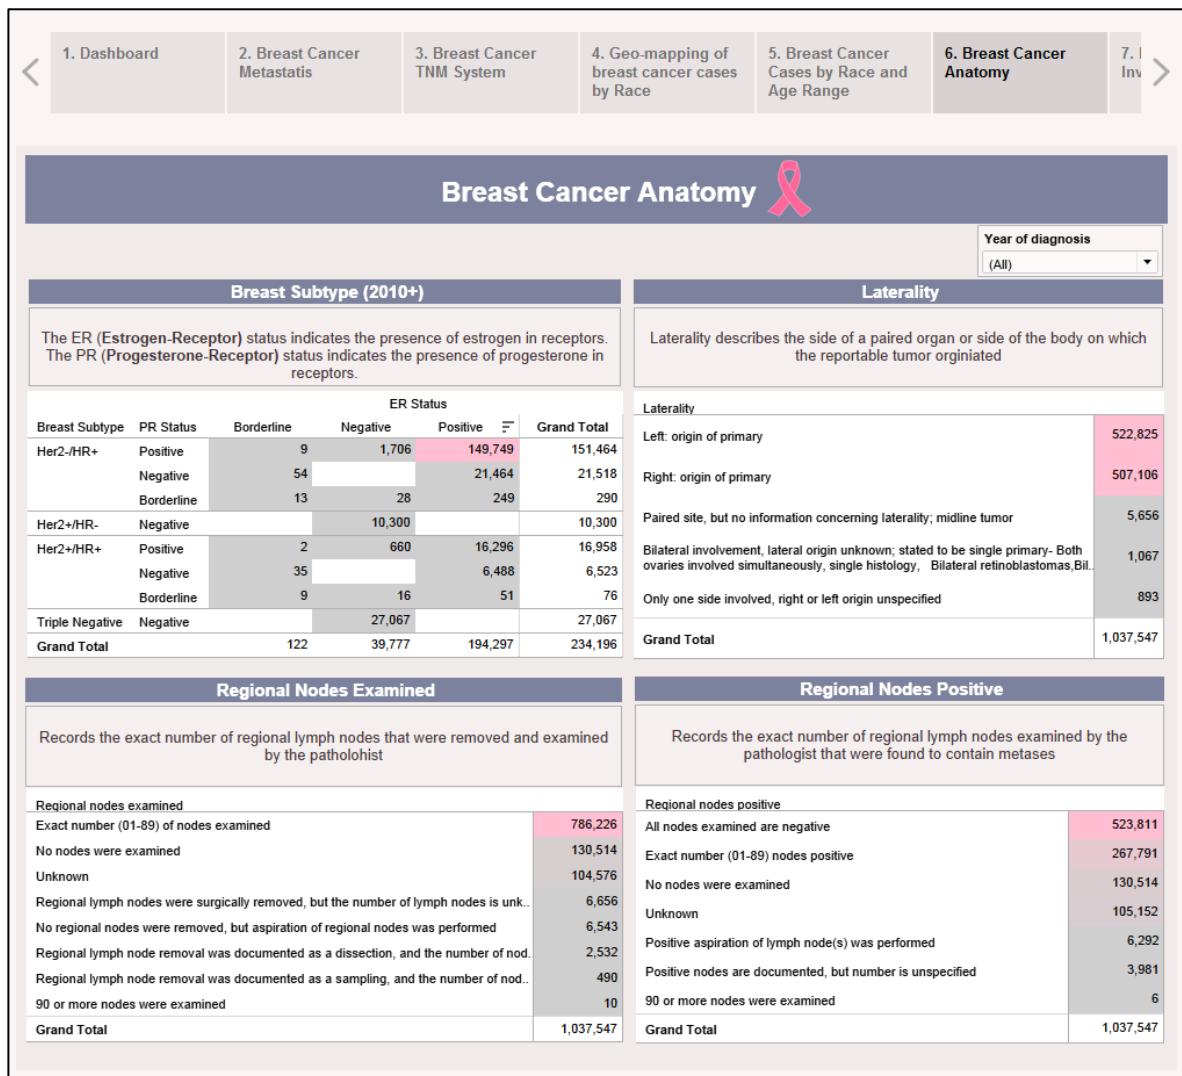 1. Dashboard
2. Breast Cancer
Metastatis
3. Breast Cancer
TNM System
4. Geo-mapping of
breast cancer cases
by Race
5. Breast Cancer
Cases by Race and
Age Range
6. Breast Cancer
Anatomy
7.
Inv
Breast Cancer Anatomy
Year of diagnosis
(All)
Breast Subtype (2010+)
The ER (Estrogen-Receptor) status indicates the presence of estrogen in receptors.
The PR (Progesterone-Receptor) status indicates the presence of progesterone in
receptors.
ER Status
Breast Subtype PR Status Borderline Negative Positive Grand Total
Her2-/HR+ Positive 9 1,706 149,749 151,464
Negative 54 21,464 21,518
Borderline 13 28 249 290
Her2+/HR- Negative 10,300 10,300
Her2+/HR+ Positive 2 660 16,296 16,958
Negative 35 6,488 6,523
Borderline 9 16 51 76
Triple Negative Negative 27,067 27,067
Grand Total 122 39,777 194,297 234,196
Laterality
Laterality describes the side of a paired organ or side of the body on which
the reportable tumor orginiated
Laterality
Left: origin of primary 522,825
Right: origin of primary 507,106
Paired site, but no information concerning laterality; midline tumor 5,656
Bilateral involvement, lateral origin unknown; stated to be single primary- Both
ovaries involved simultaneously, single histology, Bilateral retinoblastomas,Bil.. 1,067
Only one side involved, right or left origin unspecified 893
Grand Total 1,037,547
Regional Nodes Examined
Records the exact number of regional lymph nodes that were removed and examined
by the patholohist
Regional nodes examined
Exact number (01-89) of nodes examined 786,226
No nodes were examined 130,514
Unknown 104,576
Regional lymph nodes were surgically removed, but the number of lymph nodes is unk.. 6,656
No regional nodes were removed, but aspiration of regional nodes was performed 6,543
Regional lymph node removal was documented as a dissection, and the number of nod.. 2,532
Regional lymph node removal was documented as a sampling, and the number of nod.. 490
90 or more nodes were examined 10
Grand Total 1,037,547
Regional Nodes Positive
Records the exact number of regional lymph nodes examined by the
pathologist that were found to contain metases
Regional nodes positive
All nodes examined are negative 523,811
Exact number (01-89) nodes positive 267,791
No nodes were examined 130,514
Unknown 105,152
Positive aspiration of lymph node(s) was performed 6,292
Positive nodes are documented, but number is unspecified 3,981
90 or more nodes were examined 6
Grand Total 1,037,547